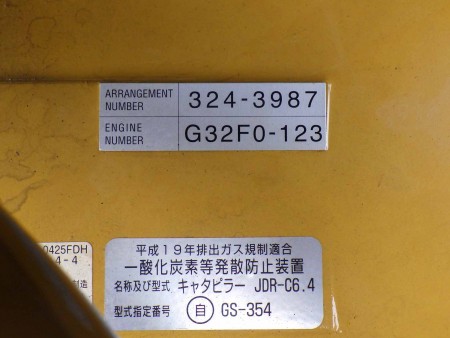 ARRANGEMENT NUMBER 324-3987
ENGINE NUMBER G32F0-123
0425FDH
4-4
平成19年排出ガス規制適合
一酸化炭素等発散防止装置
名称及び型式 キャタピラー JDR-C6.4
型式指定番号 自 GS-354